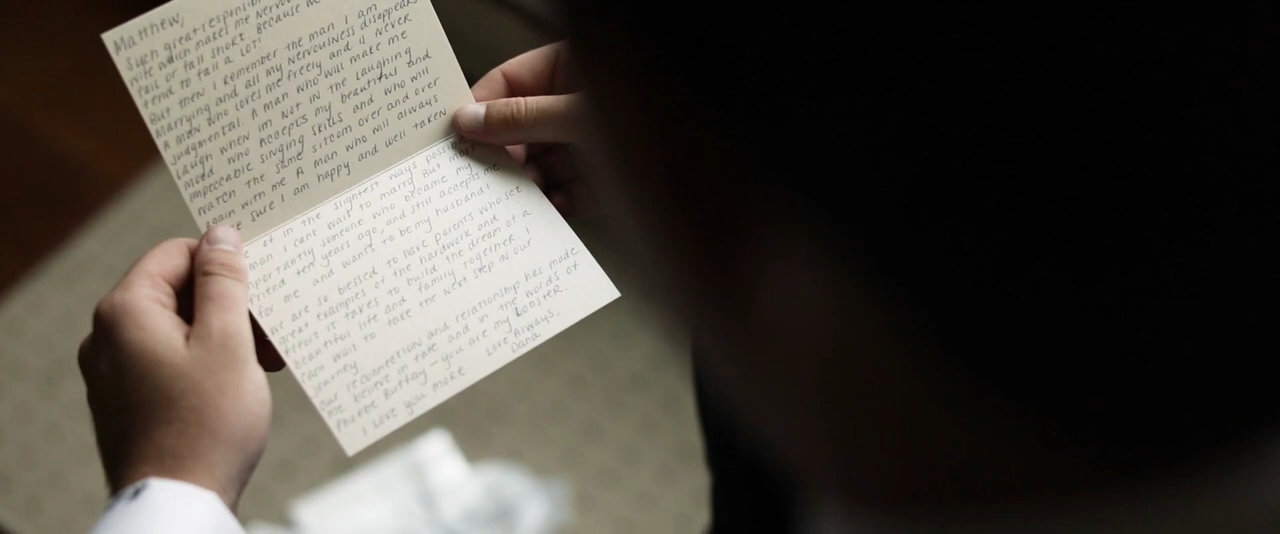 Matthew,
Such great responsibi
wife which makes me nervo
fail or fall short. Because we
tend to fail a lot!
But then I remember the man I am
Marrying and all my nervousness disappear
A man who loves me freely and is never
judgmental. A man who will make me
laugh when im not in the laughing
mood. who Accepts my beautiful and
impeccable singing skills and who will
watch the same sitcom over and over
again with me. A man who will always
sure I am happy and well taken
of in the slightest ways possib
man I cant wait to marry. But most
mportantly someone who became my
friend ten years ago, and still accepts me
for me and wants to be my husband!
We are so blessed to have parents who set
great examples of the hardwork and
effort it takes to build the dream of a
beautiful life and family together. I
cant wait to take the next step in our
journey.
our reconnection and relationship has made
me believe in fate and in the words of
Phoebe Buffay - you are my Lobster.
I Love you more Love Always,
Dana